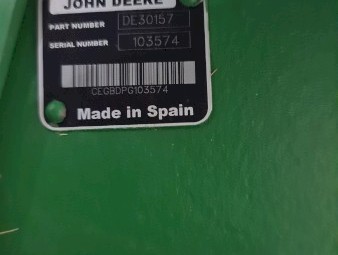 JOHN DEERE
PART NUMBER DE30157
SERIAL NUMBER 103574
CEGBDPG103574
Made in Spain